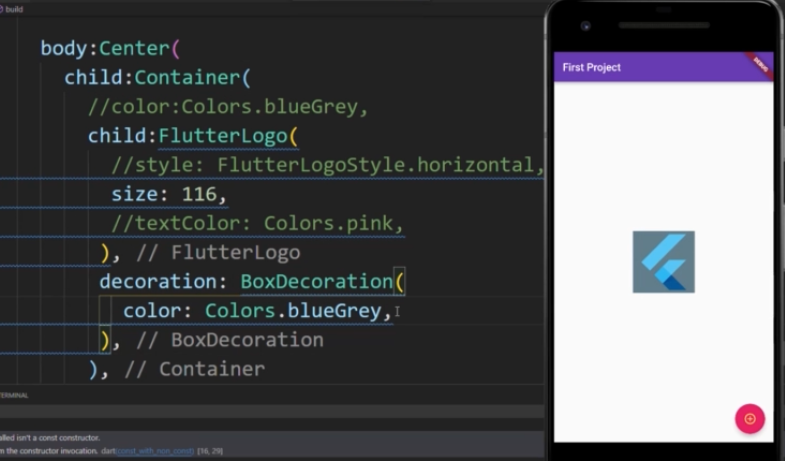 build
body:Center(
child:Container(
//color:Colors.blueGrey,
child:FlutterLogo(
//style: FlutterLogoStyle.horizontal,
size: 116,
//textColor: Colors.pink,
), // FlutterLogo
decoration: BoxDecoration(
color: Colors.blueGrey,
), // BoxDecoration
), // Container
TERMINAL
alled isn't a const constructor.
m the constructor invocation. dart(const_with_non_const) [16, 29]
First Project
DEBUG